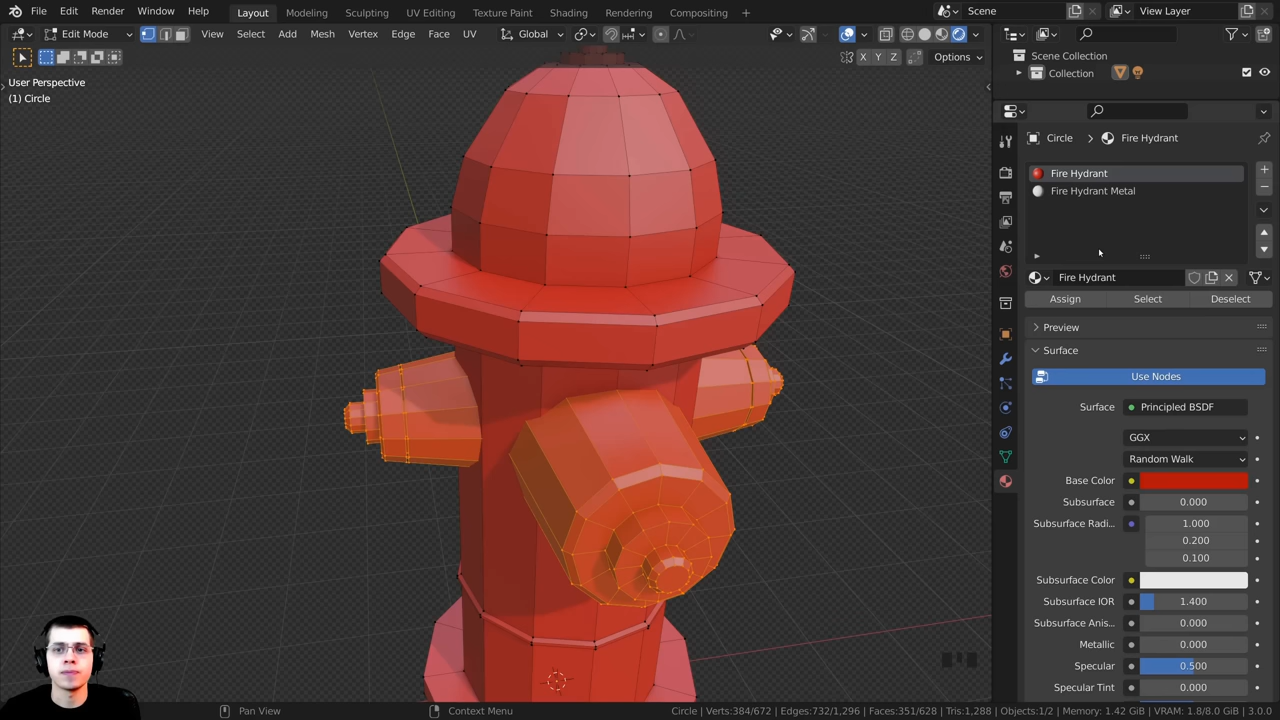 File Edit Render Window Help Layout Modeling Sculpting UV Editing Texture Paint Shading Rendering Compositing Scene View Layer
Edit Mode View Select Add Mesh Vertex Edge Face UV Global
X Y Z Options
User Perspective
(1) Circle
Scene Collection
Collection
Circle > Fire Hydrant
Fire Hydrant
Fire Hydrant Metal
Fire Hydrant
Assign Select Deselect
Preview
Surface
Use Nodes
Surface Principled BSDF
GGX
Random Walk
Base Color
Subsurface 0.000
Subsurface Radi... 1.000
0.200
0.100
Subsurface Color
Subsurface IOR 1.400
Subsurface Anis... 0.000
Metallic 0.000
Specular 0.500
Specular Tint 0.000
Pan View Context Menu Circle | Verts:384/672 | Edges:732/1,296 | Faces:351/628 | Tris:1,288 | Objects:1/2 | Memory: 1.42 GiB | VRAM: 1.8/8.0 GiB | 3.0.0